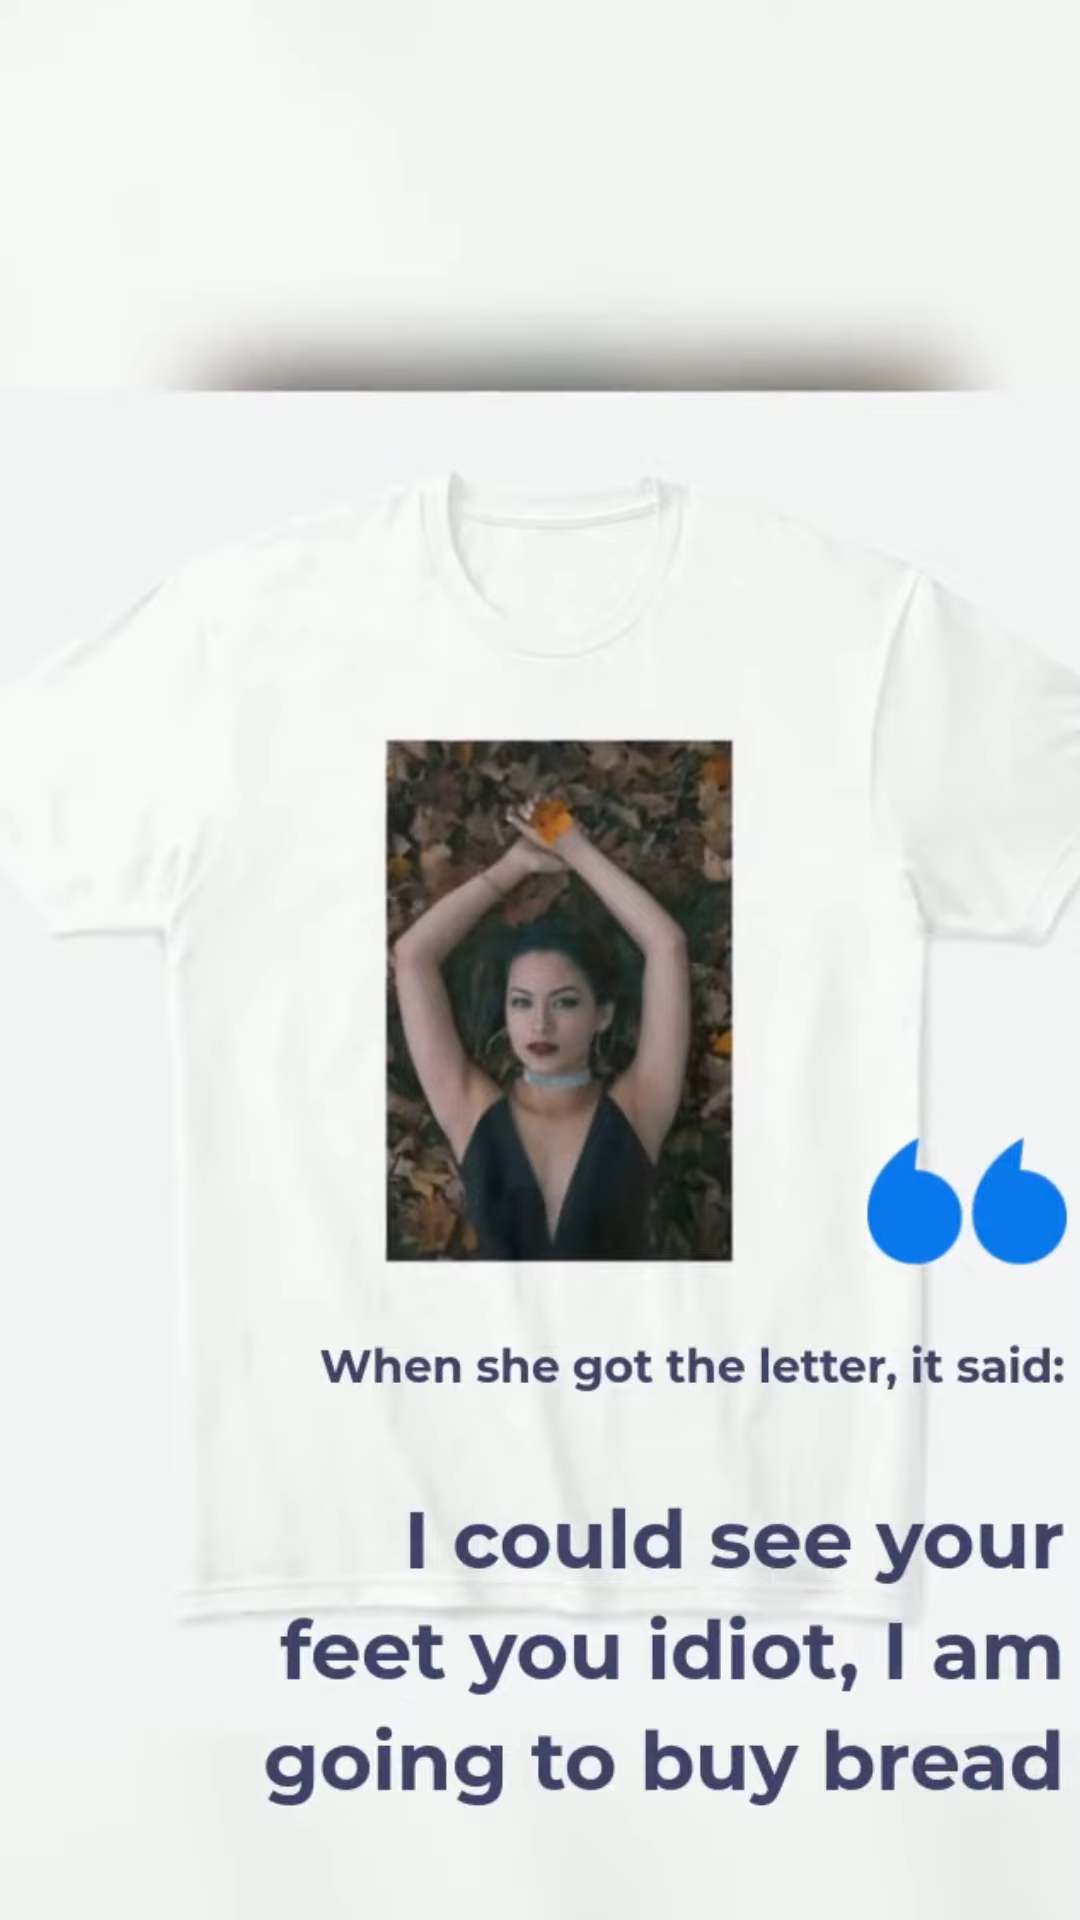 When she got the letter, it said:
I could see your
feet you idiot, I am
going to buy bread